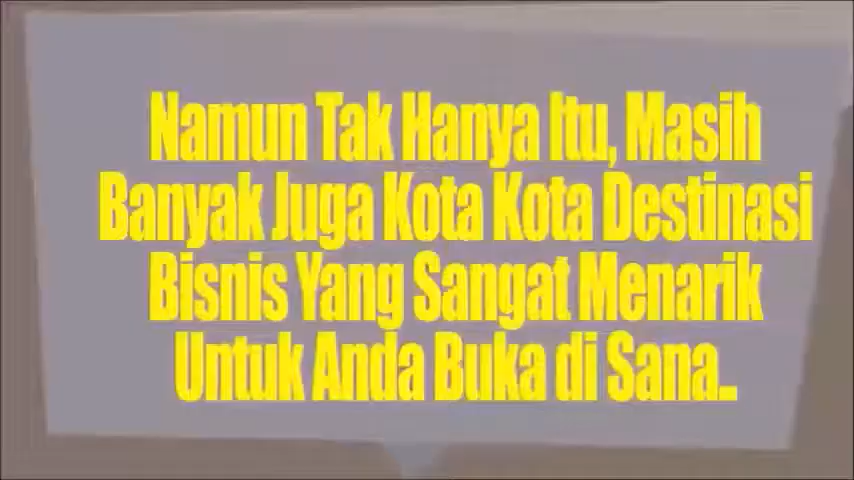 Namun Tak Hanya Itu, Masih
Banyak Juga Kota Kota Destinasi
Bisnis Yang Sangat Menarik
Untuk Anda Buka di Sana..